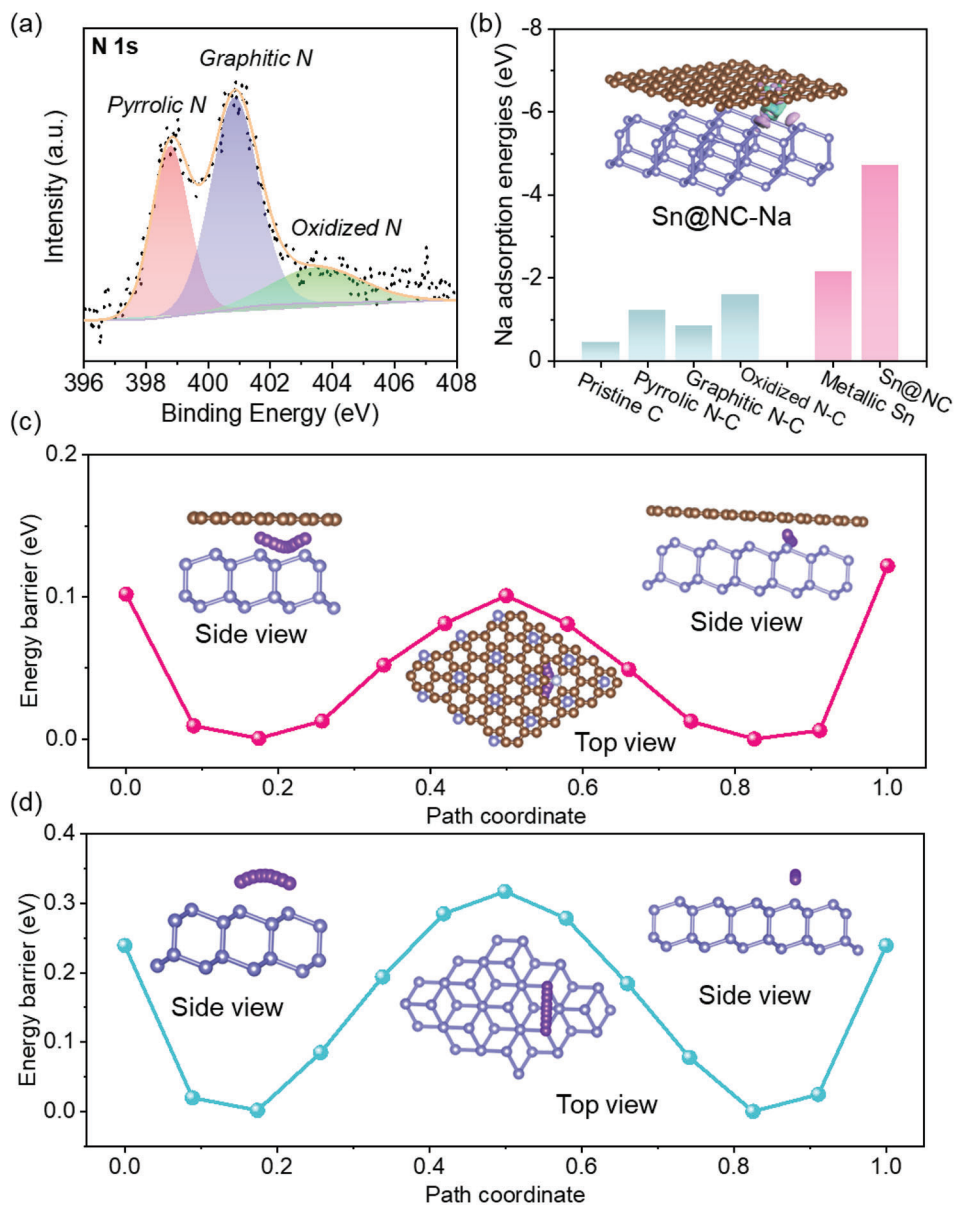 (a)
N 1s
Graphitic N
Pyrrolic N
Oxidized N
Intensity (a.u.)
396 398 400 402 404 406 408
Binding Energy (eV)
(b)
Na adsorption energies (eV)
-8
-6
-4
-2
0
Sn@NC-Na
Pristine C
Pyrrolic N-C
Graphitic N-C
Oxidized N-C
Metallic Sn
Sn@NC
(c)
Energy barrier (eV)
0.2
0.1
0.0
Side view
Side view
Top view
0.0 0.2 0.4 0.6 0.8 1.0
Path coordinate
(d)
Energy barrier (eV)
0.4
0.3
0.2
0.1
0.0
Side view
Side view
Top view
0.0 0.2 0.4 0.6 0.8 1.0
Path coordinate